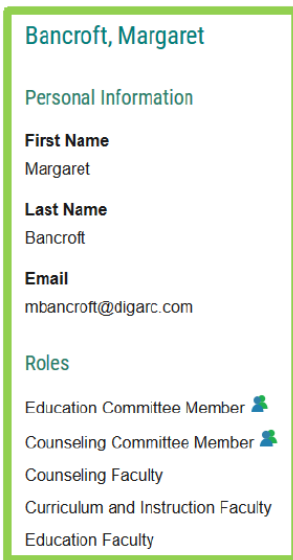 Bancroft, Margaret
Personal Information
First Name
Margaret
Last Name
Bancroft
Email
mbancroft@digarc.com
Roles
Education Committee Member
Counseling Committee Member
Counseling Faculty
Curriculum and Instruction Faculty
Education Faculty